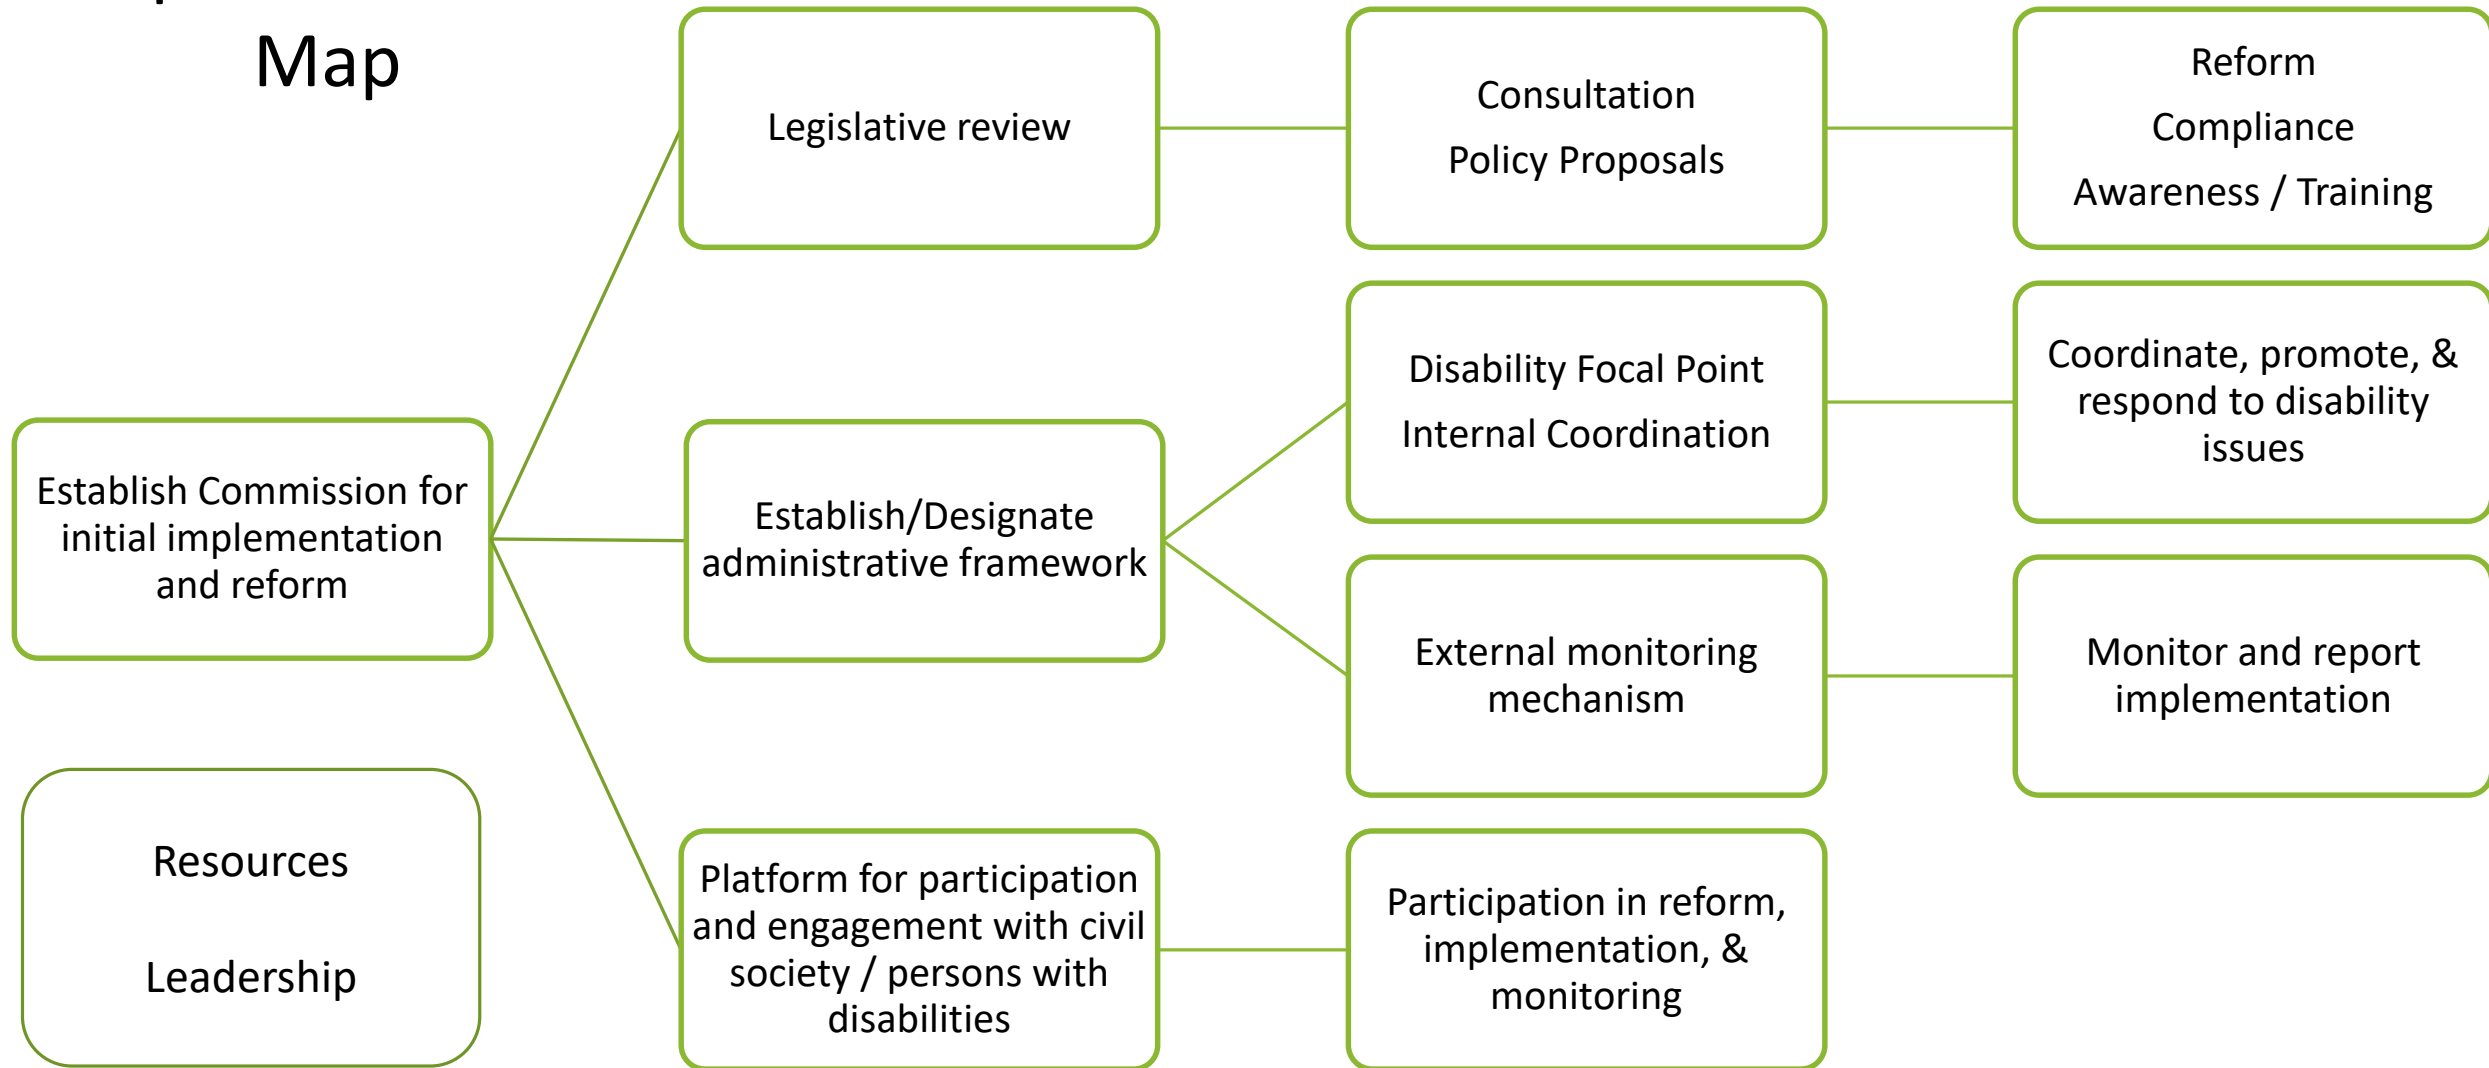 Map
Legislative review
Consultation
Policy Proposals
Reform
Compliance
Awareness / Training
Establish Commission for
initial implementation
and reform
Establish/Designate
administrative framework
Disability Focal Point
Internal Coordination
Coordinate, promote, &
respond to disability
issues
External monitoring
mechanism
Monitor and report
implementation
Resources
Leadership
Platform for participation
and engagement with civil
society / persons with
disabilities
Participation in reform,
implementation, &
monitoring